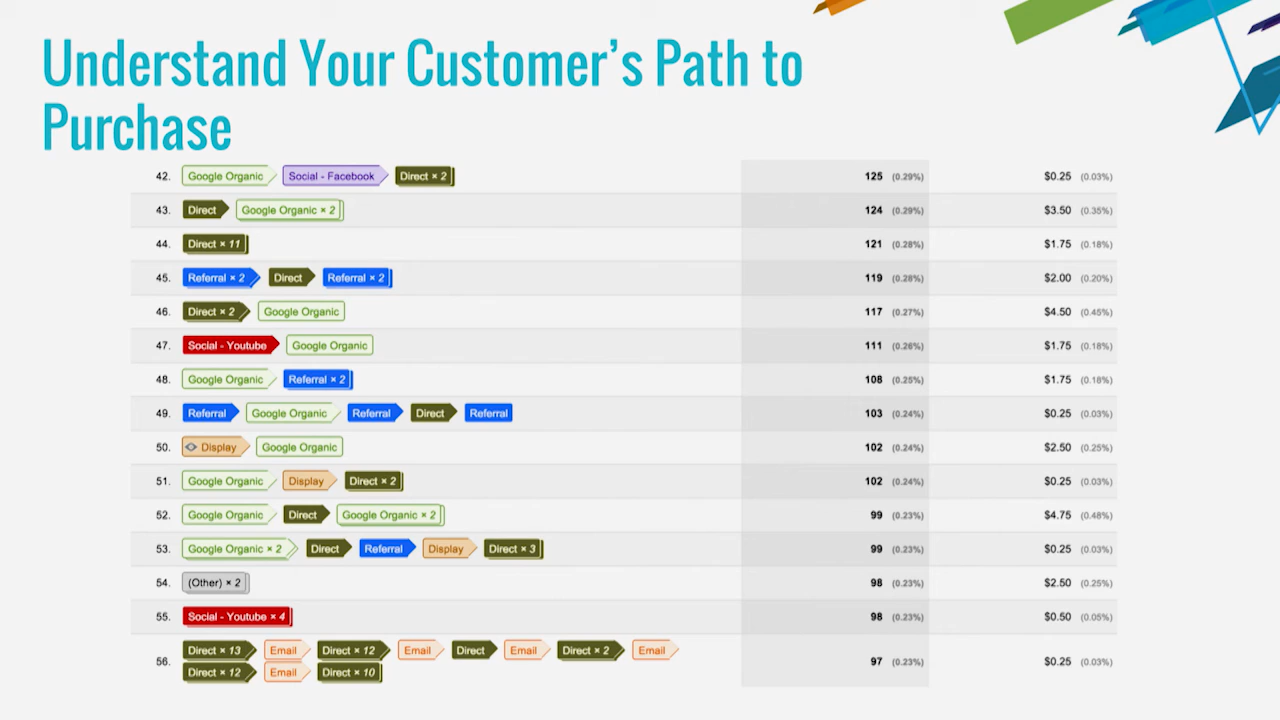 Understand Your Customer's Path to
Purchase
42. Google Organic Social - Facebook Direct × 2 125 (0.29%) $0.25 (0.03%)
43. Direct Google Organic × 2 124 (0.29%) $3.50 (0.35%)
44. Direct × 11 121 (0.28%) $1.75 (0.18%)
45. Referral × 2 Direct Referral × 2 119 (0.28%) $2.00 (0.20%)
46. Direct × 2 Google Organic 117 (0.27%) $4.50 (0.45%)
47. Social - Youtube Google Organic 111 (0.26%) $1.75 (0.18%)
48. Google Organic Referral × 2 108 (0.25%) $1.75 (0.18%)
49. Referral Google Organic Referral Direct Referral 103 (0.24%) $0.25 (0.03%)
50. Display Google Organic 102 (0.24%) $2.50 (0.25%)
51. Google Organic Display Direct × 2 102 (0.24%) $0.25 (0.03%)
52. Google Organic Direct Google Organic × 2 99 (0.23%) $4.75 (0.48%)
53. Google Organic × 2 Direct Referral Display Direct × 3 99 (0.23%) $0.25 (0.03%)
54. (Other) × 2 98 (0.23%) $2.50 (0.25%)
55. Social - Youtube × 4 98 (0.23%) $0.50 (0.05%)
56. Direct × 13 Email Direct × 12 Email Direct Email Direct × 2 Email 97 (0.23%) $0.25 (0.03%)
Direct × 12 Email Direct × 10